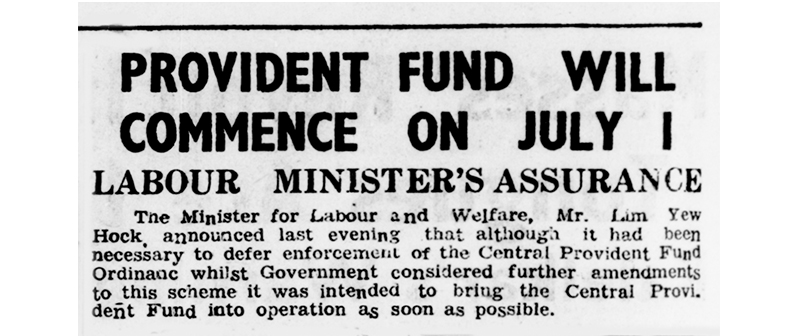 PROVIDENT FUND WILL
COMMENCE ON JULY 1
LABOUR MINISTER'S ASSURANCE
The Minister for Labour and Welfare, Mr. Lim Yew
Hock, announced last evening that although it had been
necessary to defer enforcement of the Central Provident Fund
Ordinanc whilst Government considered further amendments
to this scheme it was intended to bring the Central Provi.
dent Fund into operation as soon as possible.